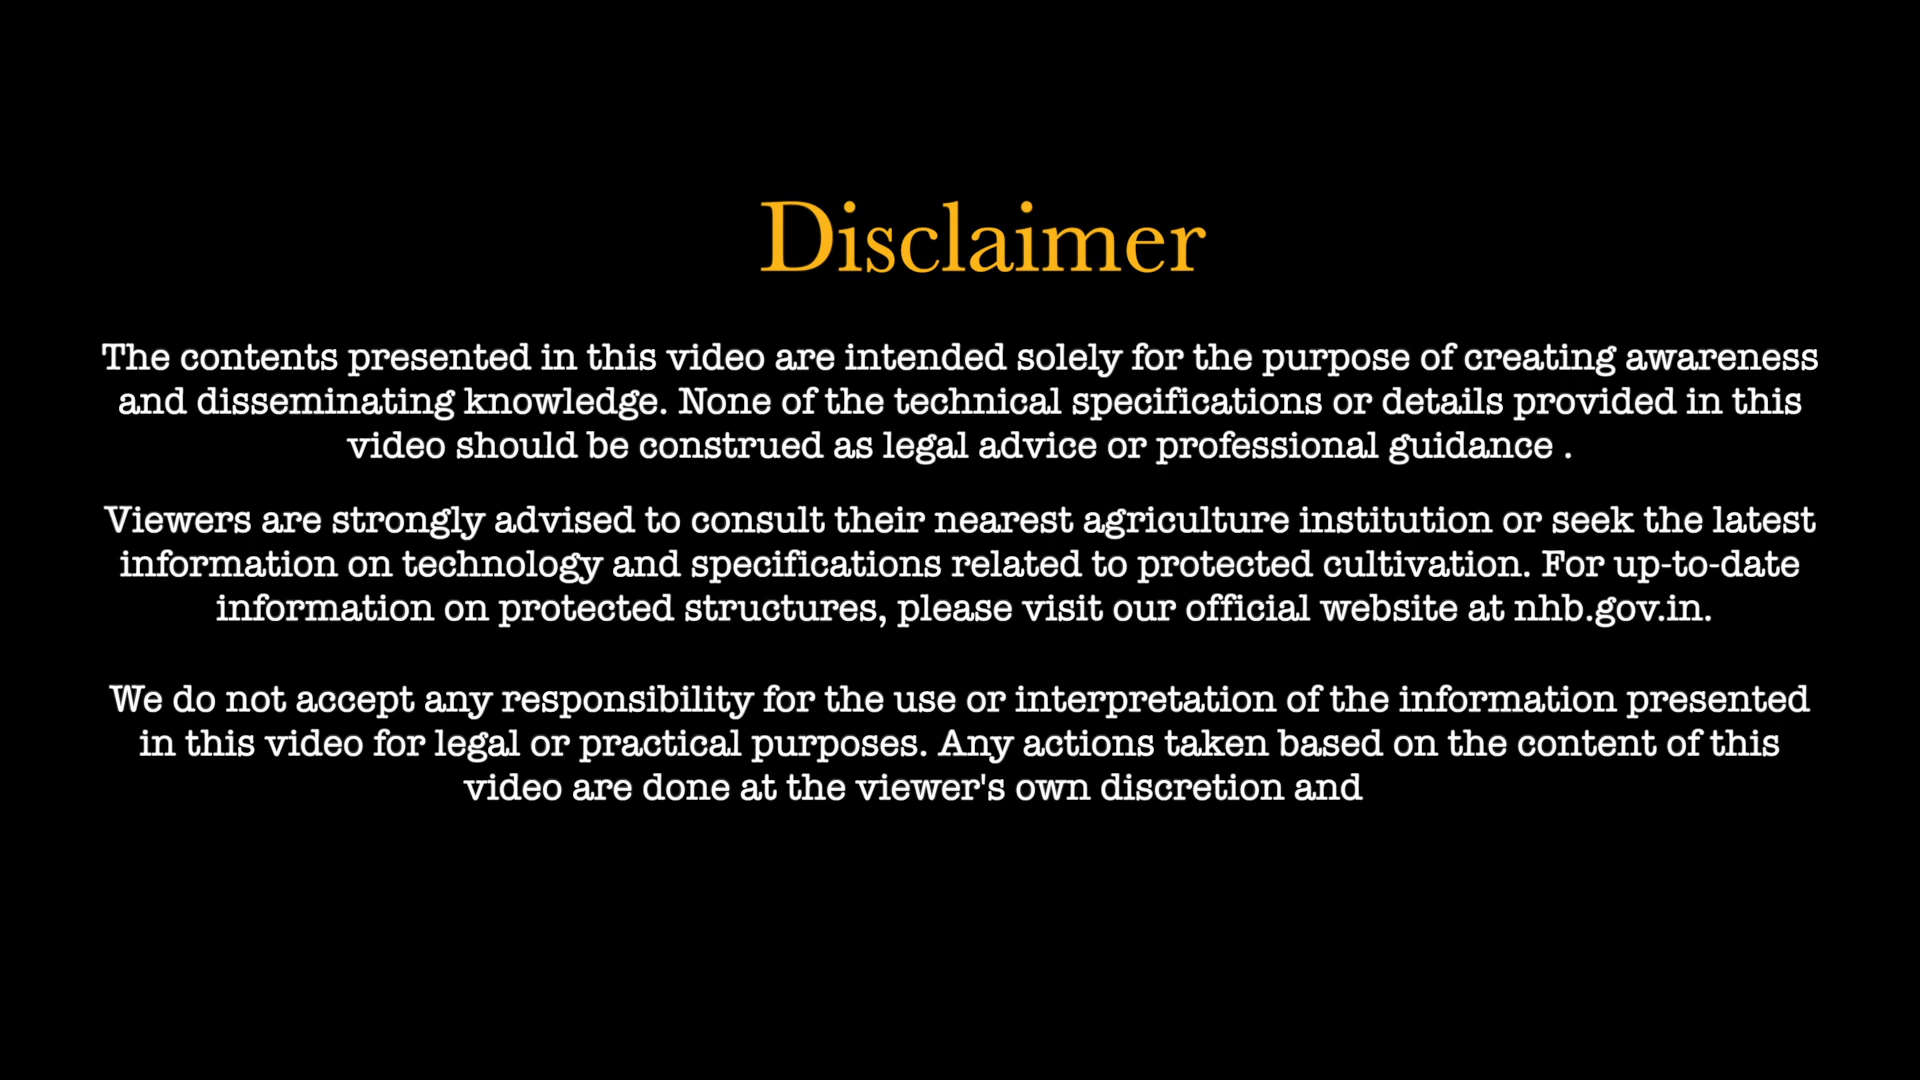 Disclaimer
The contents presented in this video are intended solely for the purpose of creating awareness
and disseminating knowledge. None of the technical specifications or details provided in this
video should be construed as legal advice or professional guidance .
Viewers are strongly advised to consult their nearest agriculture institution or seek the latest
information on technology and specifications related to protected cultivation. For up-to-date
information on protected structures, please visit our official website at nhb.gov.in.
We do not accept any responsibility for the use or interpretation of the information presented
in this video for legal or practical purposes. Any actions taken based on the content of this
video are done at the viewer's own discretion and